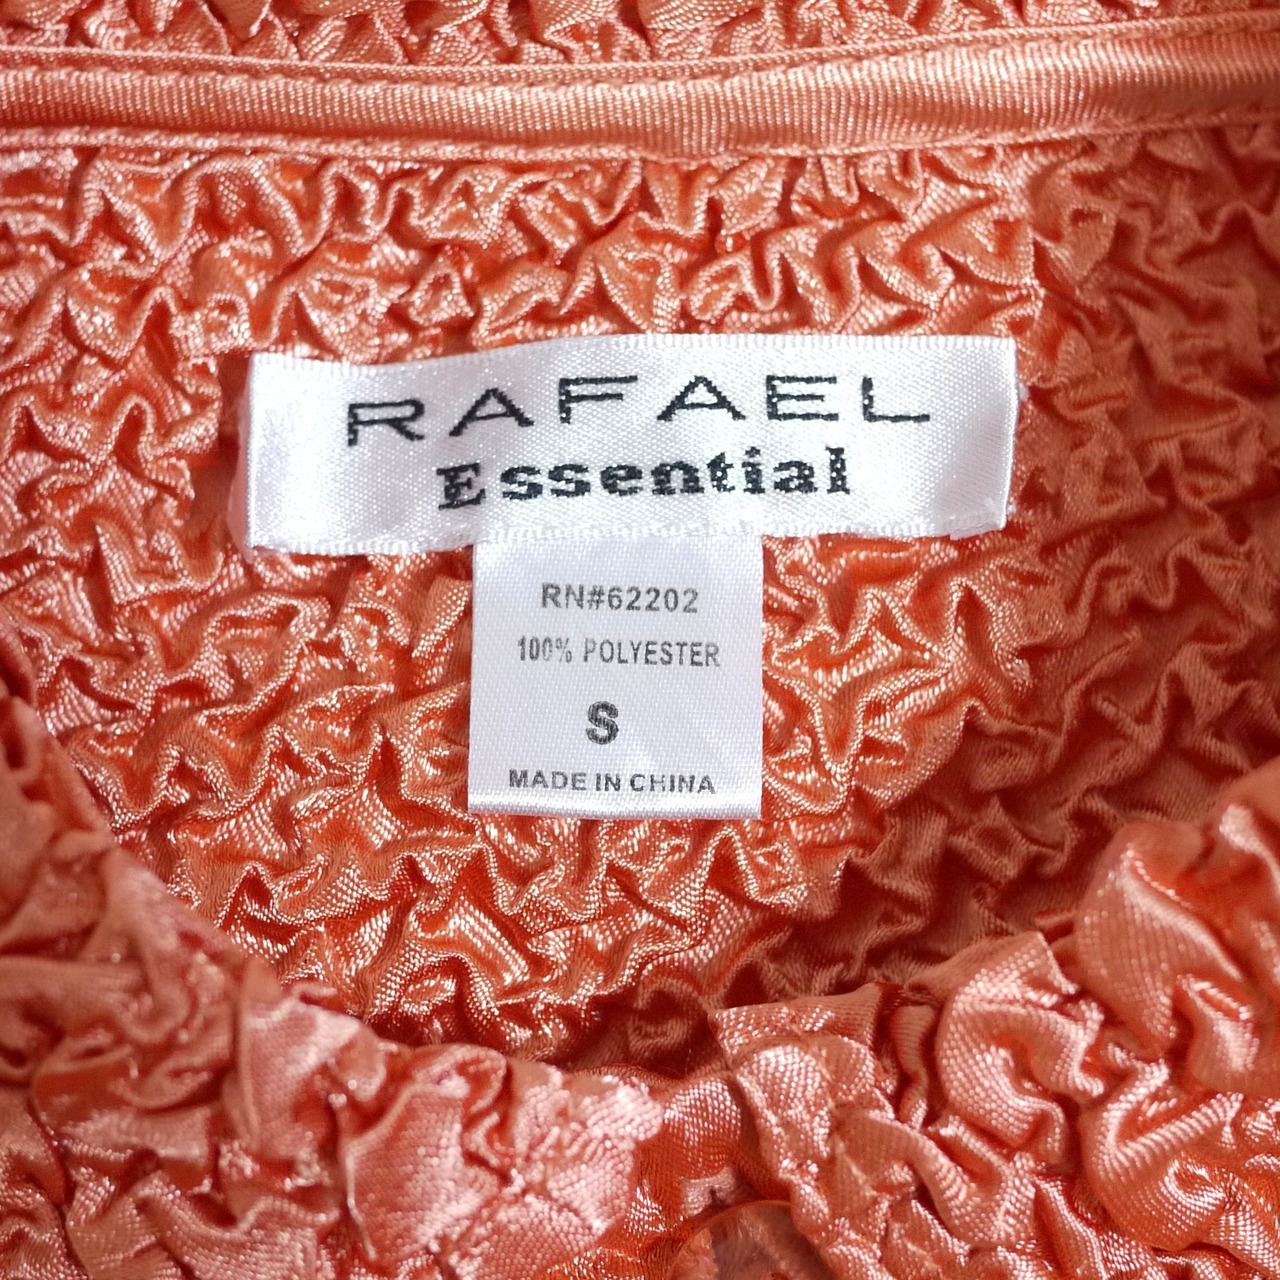 RAFAEL
Essential
RN#62202
100% POLYESTER
S
MADE IN CHINA